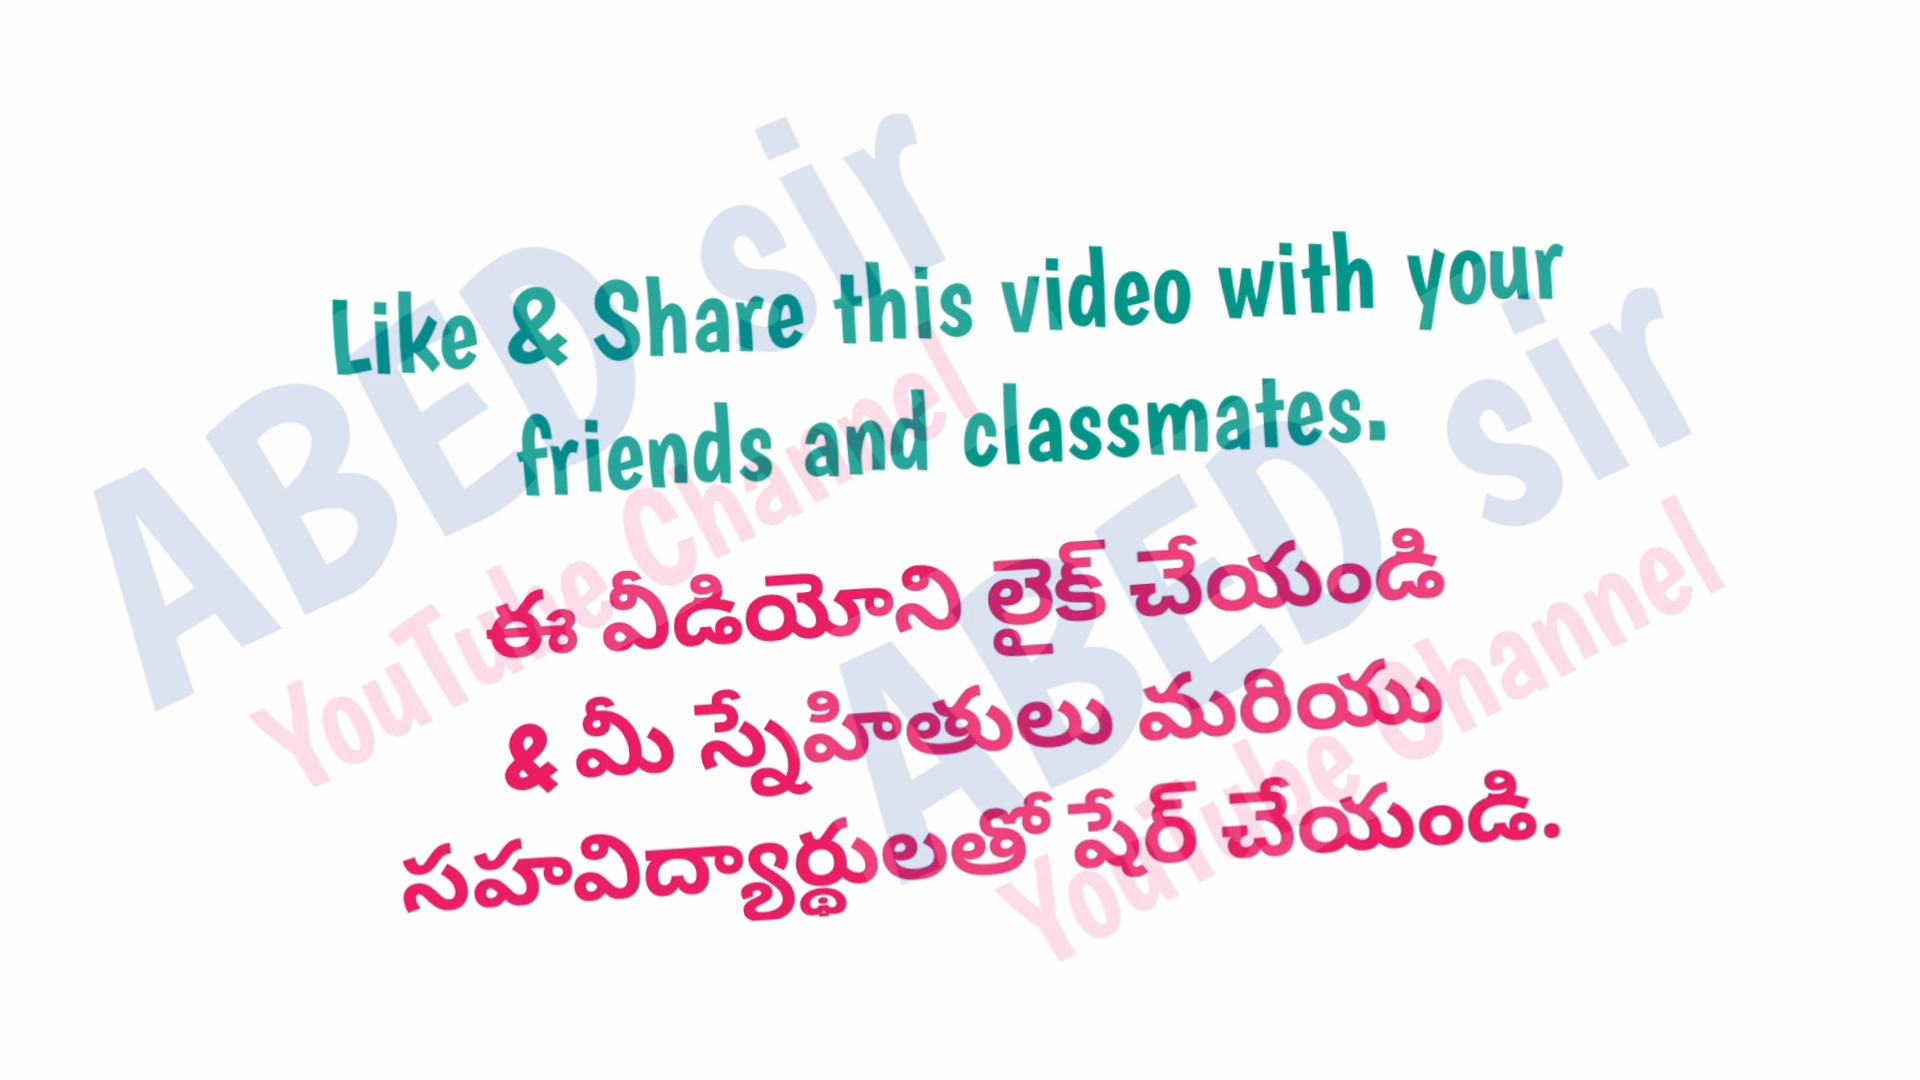 Like & Share this video with your
friends and classmates.
ఈ వీడియోని లైక్ చేయండి
& మీ స్నేహితులు మరియు
సహవిద్యార్థులతో షేర్ చేయండి.
ABED sir
YouTube Channel
ABED sir
YouTube Channel